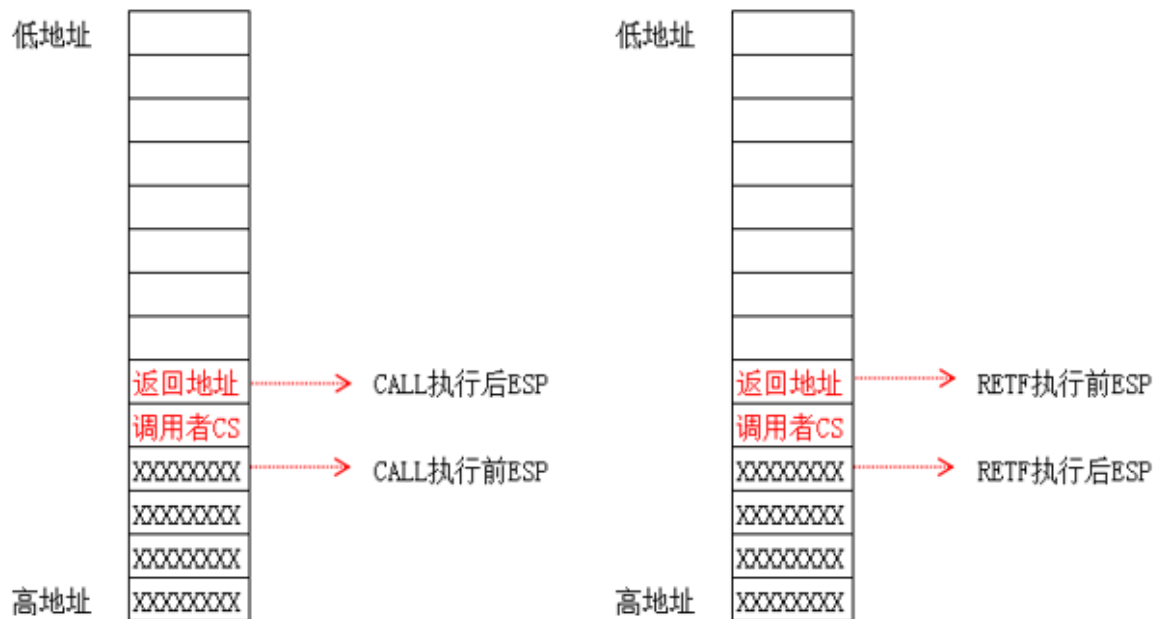 低地址
返回地址 CALL执行后ESP
调用者CS
XXXXXXXX CALL执行前ESP
XXXXXXXX
XXXXXXXX
高地址 XXXXXXXX
低地址
返回地址 RETF执行前ESP
调用者CS
XXXXXXXX RETF执行后ESP
XXXXXXXX
XXXXXXXX
高地址 XXXXXXXX